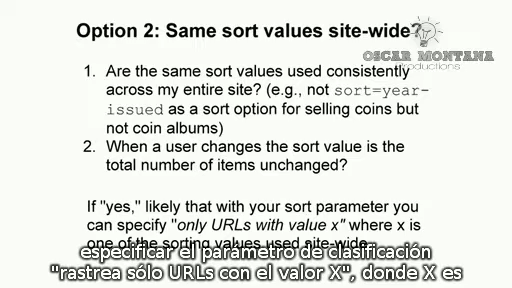 Option 2: Same sort values site-wide?
OSCAR MONTANA
productions
1. Are the same sort values used consistently
across my entire site? (e.g., not sort=year-
issued as a sort option for selling coins but
not coin albums)
2. When a user changes the sort value is the
total number of items unchanged?
If "yes," likely that with your sort parameter you
can specify "only URLs with value x" where x is
one of the sorting values used site-wide
especificar el parámetro de clasificación
"rastrea sólo URLs con el valor X", donde X es